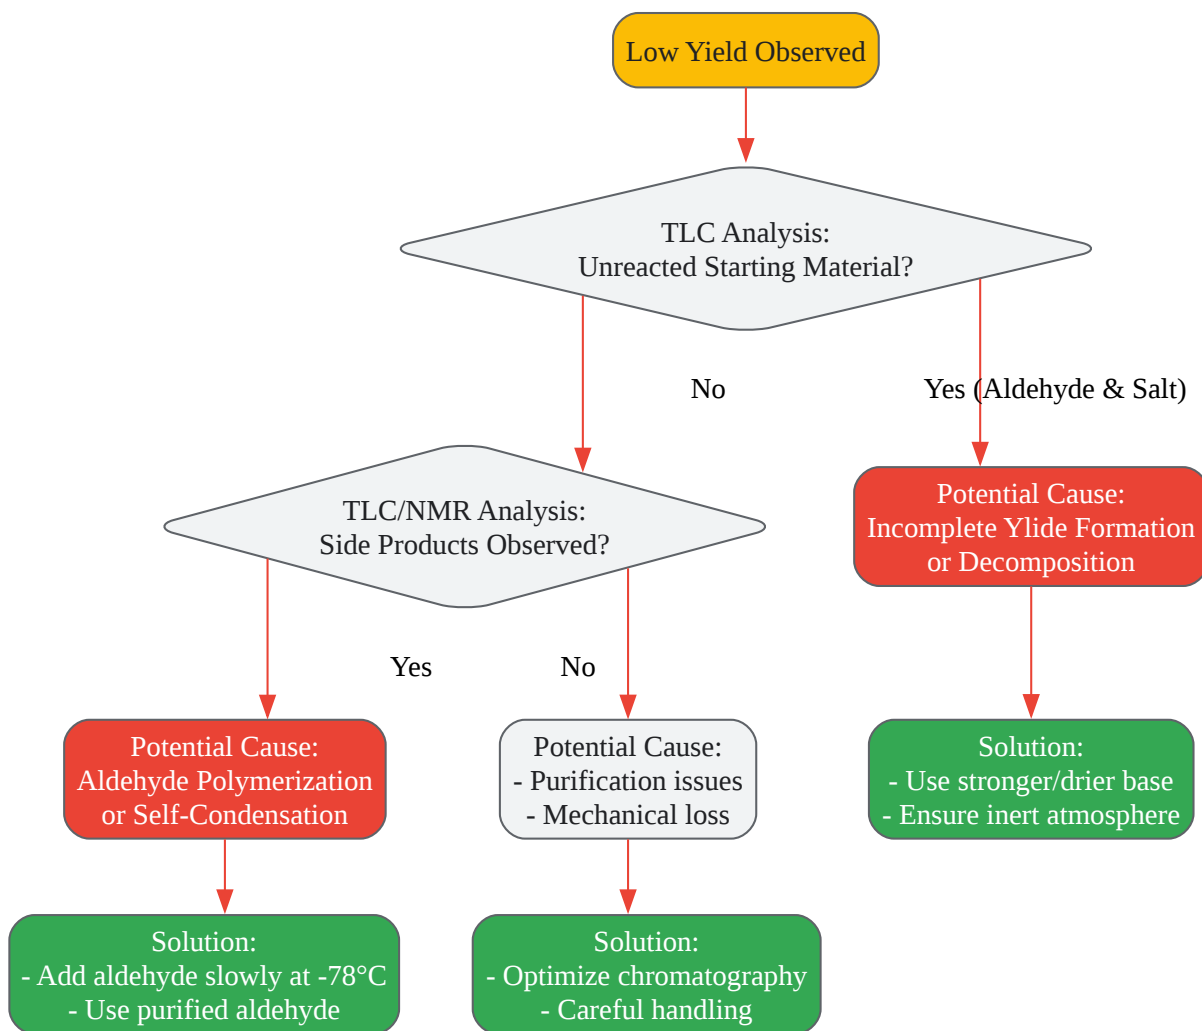 Low Yield Observed
TLC Analysis:
Unreacted Starting Material?
No
Yes (Aldehyde & Salt)
TLC/NMR Analysis:
Side Products Observed?
Potential Cause:
Incomplete Ylide Formation
or Decomposition
Yes
No
Potential Cause:
Aldehyde Polymerization
or Self-Condensation
Potential Cause:
- Purification issues
- Mechanical loss
Solution:
- Use stronger/drier base
- Ensure inert atmosphere
Solution:
- Add aldehyde slowly at -78°C
- Use purified aldehyde
Solution:
- Optimize chromatography
- Careful handling